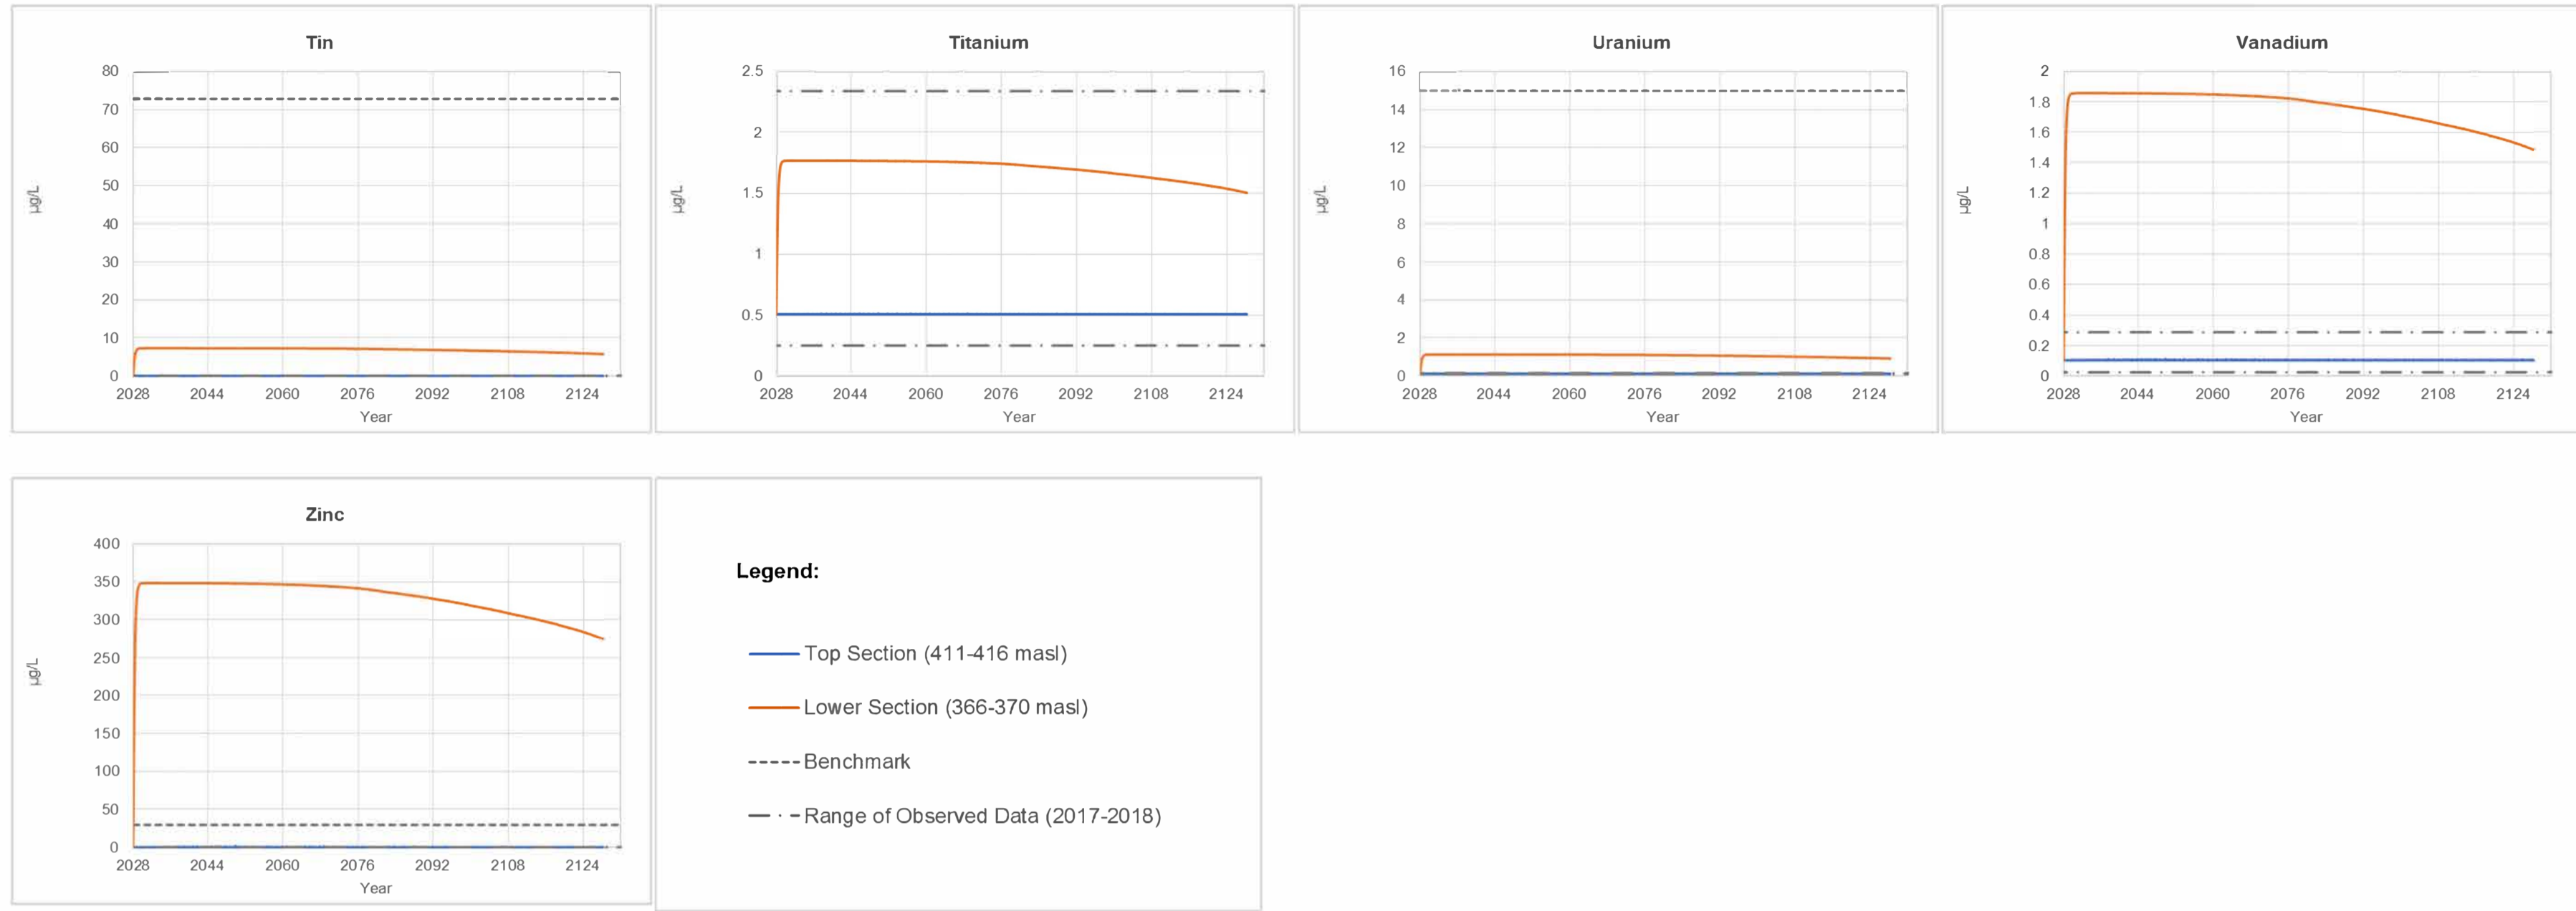 Tin
80
70
60
50
40
30
20
10
0
µg/L
2028 2044 2060 2076 2092 2108 2124
Year
Titanium
2.5
2
1.5
1
0.5
0
µg/L
2028 2044 2060 2076 2092 2108 2124
Year
Uranium
16
14
12
10
8
6
4
2
0
µg/L
2028 2044 2060 2076 2092 2108 2124
Year
Vanadium
2
1.8
1.6
1.4
1.2
1
0.8
0.6
0.4
0.2
0
µg/L
2028 2044 2060 2076 2092 2108 2124
Year
Zinc
400
350
300
250
200
150
100
50
0
µg/L
2028 2044 2060 2076 2092 2108 2124
Year
Legend:
Top Section (411-416 masl)
Lower Section (366-370 masl)
Benchmark
Range of Observed Data (2017-2018)